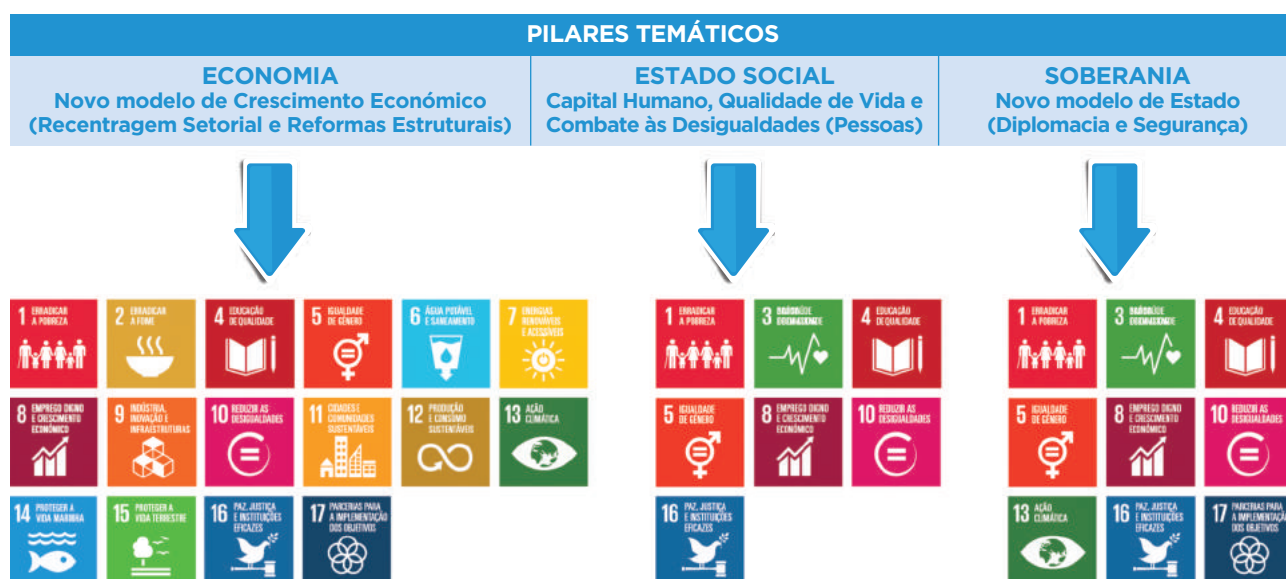 PILARES TEMÁTICOS
ECONOMIA
Novo modelo de Crescimento Económico
(Recentragem Setorial e Reformas Estruturais)
ESTADO SOCIAL
Capital Humano, Qualidade de Vida e
Combate às Desigualdades (Pessoas)
SOBERANIA
Novo modelo de Estado
(Diplomacia e Segurança)
1 ERRADICAR
A POBREZA
2 ERRADICAR
A FOME
4 EDUCAÇÃO
DE QUALIDADE
5 IGUALDADE
DE GÉNERO
6 ÁGUA POTÁVEL
E SANEAMENTO
7 ENERGIAS
RENOVÁVEIS
E ACESSÍVEIS
8 EMPREGO DIGNO
E CRESCIMENTO
ECONÓMICO
9 INDÚSTRIA,
INOVAÇÃO E
INFRAESTRUTURAS
10 REDUZIR AS
DESIGUALDADES
11 CIDADES E
COMUNIDADES
SUSTENTÁVEIS
12 PRODUÇÃO
E CONSUMO
SUSTENTÁVEIS
13 AÇÃO
CLIMÁTICA
14 PROTEGER A
VIDA MARINHA
15 PROTEGER A
VIDA TERRESTRE
16 PAZ, JUSTIÇA
E INSTITUIÇÕES
EFICAZES
17 PARCERIAS PARA
A IMPLEMENTAÇÃO
DOS OBJETIVOS
1 ERRADICAR
A POBREZA
3
4 EDUCAÇÃO
DE QUALIDADE
5 IGUALDADE
DE GÉNERO
8 EMPREGO DIGNO
E CRESCIMENTO
ECONÓMICO
10 REDUZIR AS
DESIGUALDADES
16 PAZ, JUSTIÇA
E INSTITUIÇÕES
EFICAZES
1 ERRADICAR
A POBREZA
3
4 EDUCAÇÃO
DE QUALIDADE
5 IGUALDADE
DE GÉNERO
8 EMPREGO DIGNO
E CRESCIMENTO
ECONÓMICO
10 REDUZIR AS
DESIGUALDADES
13 AÇÃO
CLIMÁTICA
16 PAZ, JUSTIÇA
E INSTITUIÇÕES
EFICAZES
17 PARCERIAS PARA
A IMPLEMENTAÇÃO
DOS OBJETIVOS